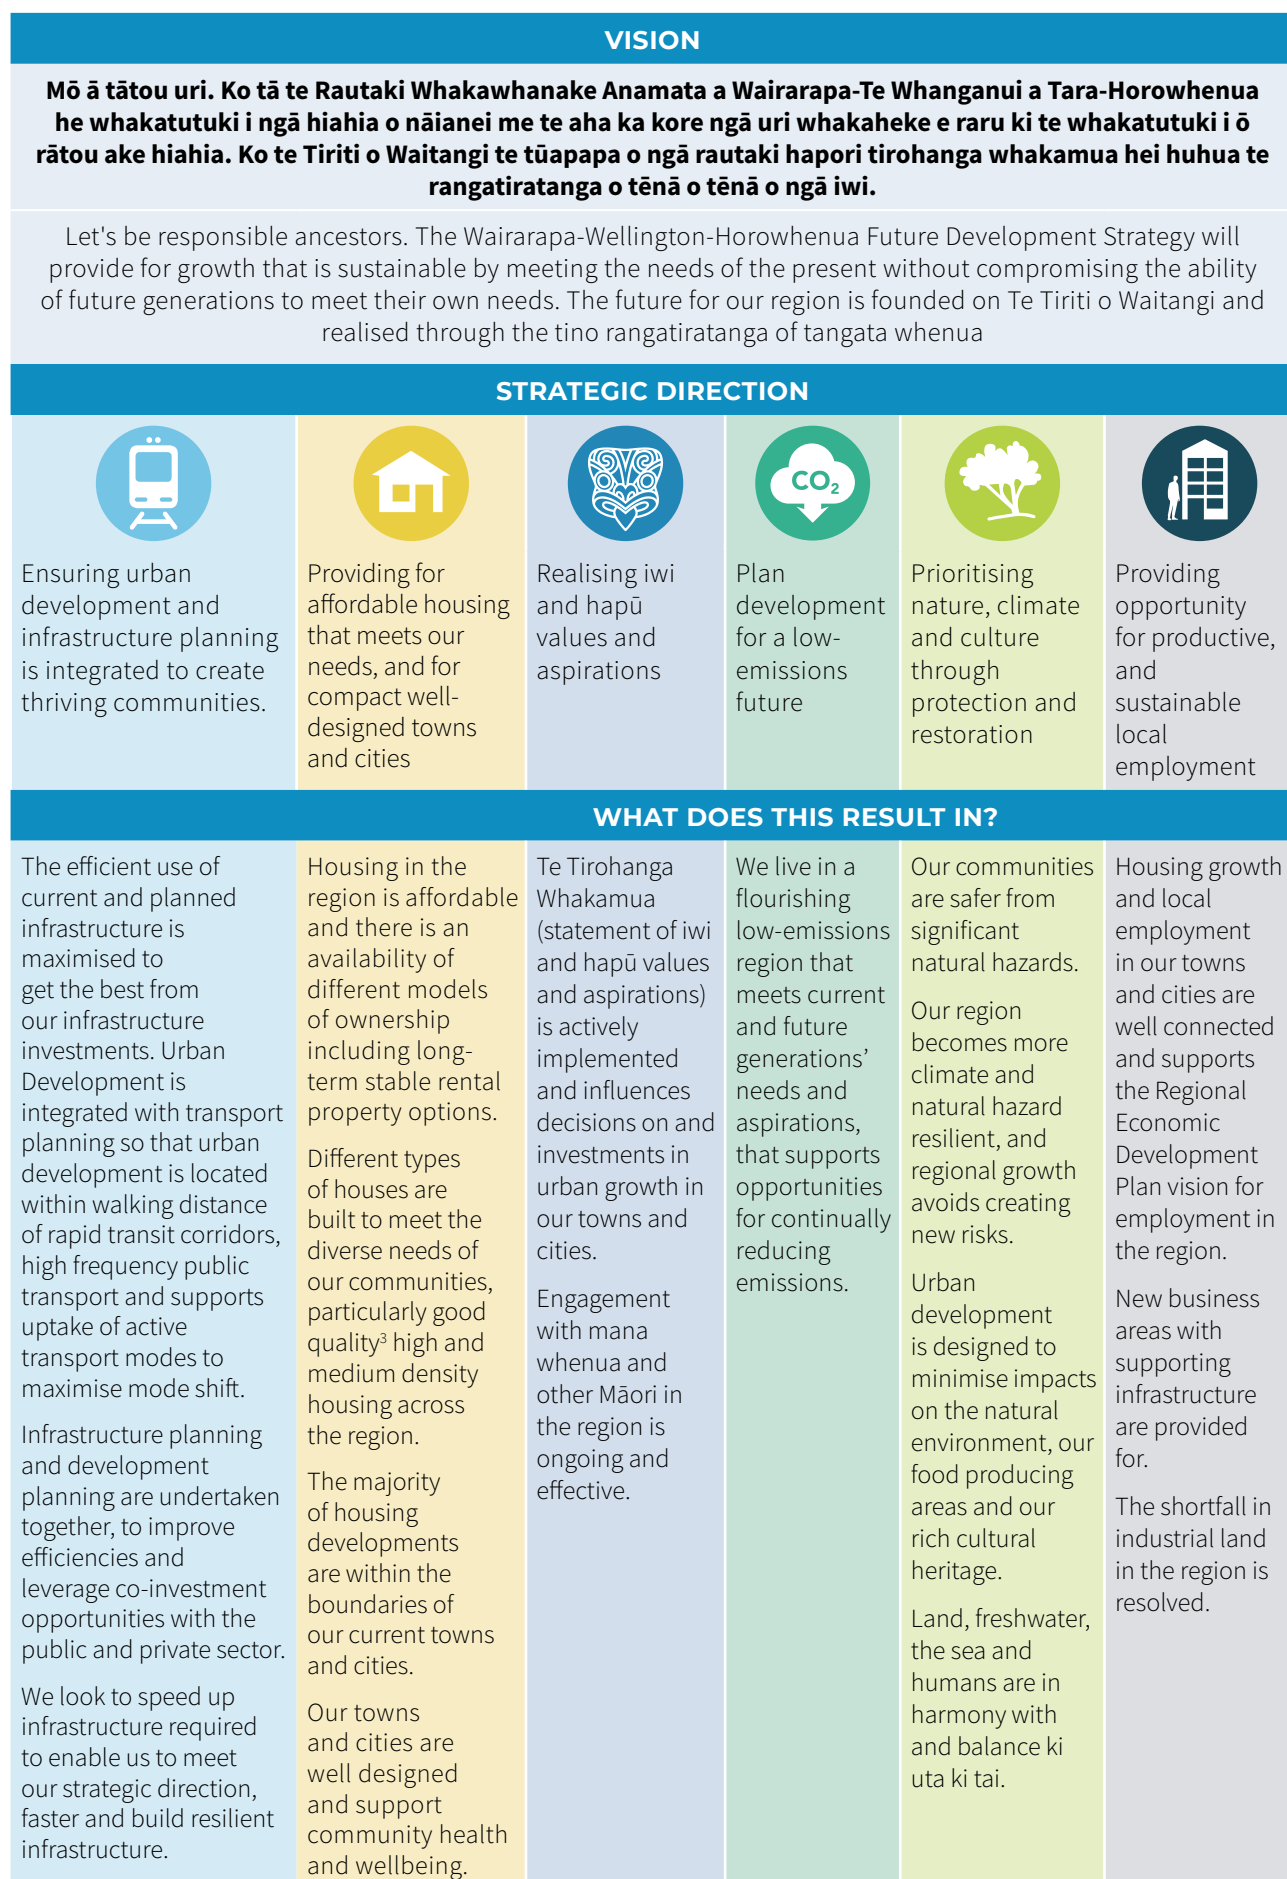 VISION
Mō ā tātou uri. Ko tā te Rautaki Whakawhanake Anamata a Wairarapa-Te Whanganui a Tara-Horowhenua
he whakatutuki i ngā hiahia o nāianei me te aha ka kore ngā uri whakaheke e raru ki te whakatutuki i ō
rātou ake hiahia. Ko te Tiriti o Waitangi te tūāpapa o ngā rautaki hapori tirohanga whakamua hei huhua te
rangatiratanga o tēnā o tēnā o ngā iwi.
Let's be responsible ancestors. The Wairarapa-Wellington-Horowhenua Future Development Strategy will
provide for growth that is sustainable by meeting the needs of the present without compromising the ability
of future generations to meet their own needs. The future for our region is founded on Te Tiriti o Waitangi and
realised through the tino rangatiratanga of tangata whenua
STRATEGIC DIRECTION
Ensuring urban
development and
infrastructure planning
is integrated to create
thriving communities.
Providing for
affordable housing
that meets our
needs, and for
compact well-
designed towns
and cities
Realising iwi
and hapū
values and
aspirations
CO2
Plan
development
for a low-
emissions
future
Prioritising
nature, climate
and culture
through
protection and
restoration
Providing
opportunity
for productive,
and
sustainable
local
employment
WHAT DOES THIS RESULT IN?
The efficient use of
current and planned
infrastructure is
maximised to
get the best from
our infrastructure
investments. Urban
Development is
integrated with transport
planning so that urban
development is located
within walking distance
of rapid transit corridors,
high frequency public
transport and supports
uptake of active
transport modes to
maximise mode shift.
Infrastructure planning
and development
planning are undertaken
together, to improve
efficiencies and
leverage co-investment
opportunities with the
public and private sector.
We look to speed up
infrastructure required
to enable us to meet
our strategic direction,
faster and build resilient
infrastructure.
Housing in the
region is affordable
and there is an
availability of
different models
of ownership
including long-
term stable rental
property options.
Different types
of houses are
built to meet the
diverse needs of
our communities,
particularly good
quality³ high and
medium density
housing across
the region.
The majority
of housing
developments
are within the
boundaries of
our current towns
and cities.
Our towns
and cities are
well designed
and support
community health
and wellbeing.
Te Tirohanga
Whakamua
(statement of iwi
and hapū values
and aspirations)
is actively
implemented
and influences
decisions on and
investments in
urban growth in
our towns and
cities.
Engagement
with mana
whenua and
other Māori in
the region is
ongoing and
effective.
We live in a
flourishing
low-emissions
region that
meets current
and future
generations’
needs and
aspirations,
that supports
opportunities
for continually
reducing
emissions.
Our communities
are safer from
significant
natural hazards.
Our region
becomes more
climate and
natural hazard
resilient, and
regional growth
avoids creating
new risks.
Urban
development
is designed to
minimise impacts
on the natural
environment, our
food producing
areas and our
rich cultural
heritage.
Land, freshwater,
the sea and
humans are in
harmony with
and balance ki
uta ki tai.
Housing growth
and local
employment
in our towns
and cities are
well connected
and supports
the Regional
Economic
Development
Plan vision for
employment in
the region.
New business
areas with
supporting
infrastructure
are provided
for.
The shortfall in
industrial land
in the region is
resolved.